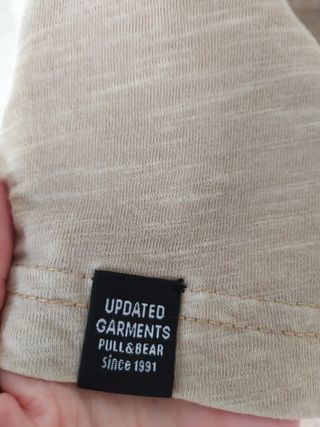 UPDATED
GARMENTS
PULL&BEAR
Since 1991